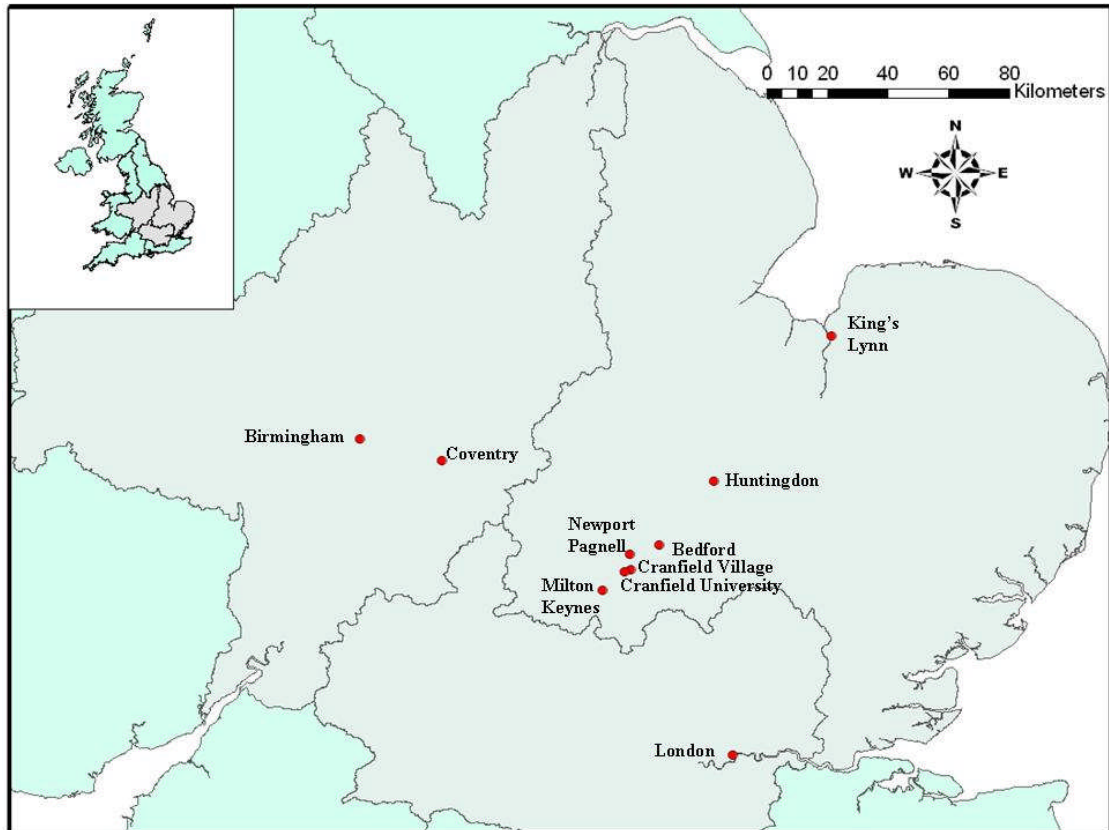 0 10 20 40 60 80
Kilometers
N
W E
S
King's
Lynn
Birmingham
Coventry
Huntingdon
Newport
Pagnell
Bedford
Cranfield Village
Cranfield University
Milton
Keynes
London